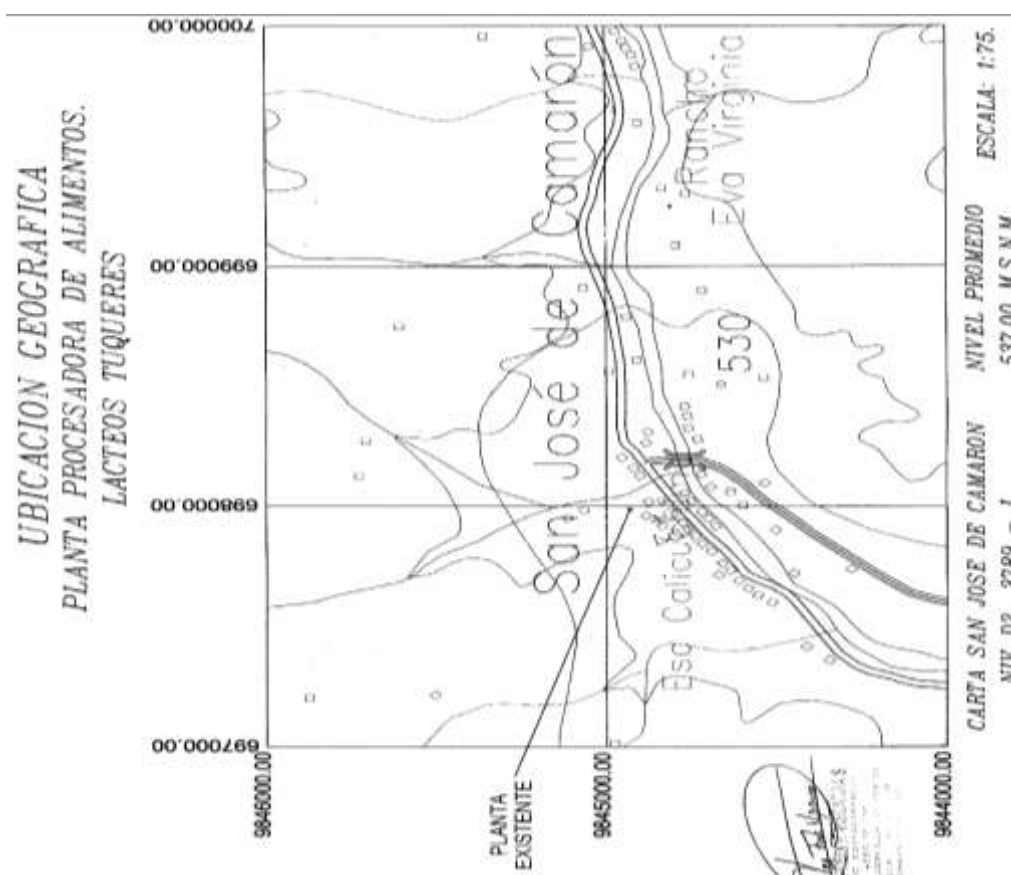 UBICACION GEOGRAFICA
PLANTA PROCESADORA DE ALIMENTOS.
LACTEOS TUQUERES
9846000.00
9845000.00
9844000.00
697000.00
698000.00
699000.00
700000.00
San José de Camarón
Rancho
Eva Virginia
530
PLANTA
EXISTENTE
CARTA SAN JOSE DE CAMARON
NIVEL PROMEDIO
ESCALA: 1:75.
537.00 M.S.N.M.